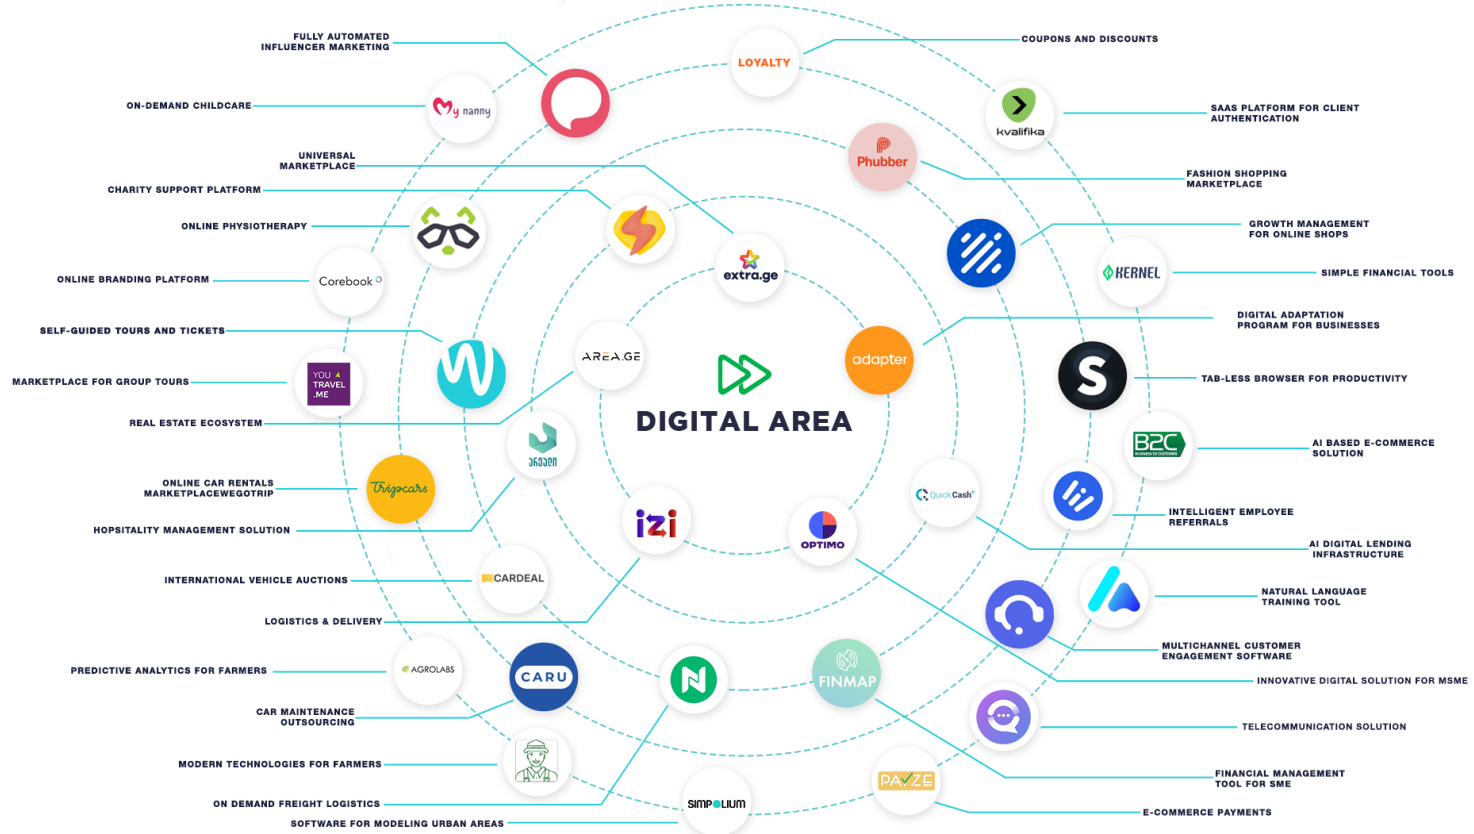 FULLY AUTOMATED
INFLUENCER MARKETING
LOYALTY
COUPONS AND DISCOUNTS
ON-DEMAND CHILDCARE
My nanny
kvalifika
SAAS PLATFORM FOR CLIENT
AUTHENTICATION
UNIVERSAL
MARKETPLACE
Phubber
FASHION SHOPPING
MARKETPLACE
CHARITY SUPPORT PLATFORM
ONLINE PHYSIOTHERAPY
GROWTH MANAGEMENT
FOR ONLINE SHOPS
extra.ge
ONLINE BRANDING PLATFORM
Corebook
KERNEL
SIMPLE FINANCIAL TOOLS
SELF-GUIDED TOURS AND TICKETS
DIGITAL ADAPTATION
PROGRAM FOR BUSINESSES
AREA.GE
adapter
MARKETPLACE FOR GROUP TOURS
YOU
TRAVEL
.ME
S
TAB-LESS BROWSER FOR PRODUCTIVITY
DIGITAL AREA
REAL ESTATE ECOSYSTEM
არველი
B2C
BUSINESS TO CUSTOMER
AI BASED E-COMMERCE
SOLUTION
ONLINE CAR RENTALS
MARKETPLACEWEGOTRIP
Tripcars
QuickCash
INTELLIGENT EMPLOYEE
REFERRALS
HOPSITALITY MANAGEMENT SOLUTION
izi
OPTIMO
AI DIGITAL LENDING
INFRASTRUCTURE
INTERNATIONAL VEHICLE AUCTIONS
CARDEAL
NATURAL LANGUAGE
TRAINING TOOL
LOGISTICS & DELIVERY
MULTICHANNEL CUSTOMER
ENGAGEMENT SOFTWARE
PREDICTIVE ANALYTICS FOR FARMERS
AGROLABS
CARU
N
FINMAP
INNOVATIVE DIGITAL SOLUTION FOR MSME
CAR MAINTENANCE
OUTSOURCING
TELECOMMUNICATION SOLUTION
MODERN TECHNOLOGIES FOR FARMERS
PAYZE
FINANCIAL MANAGEMENT
TOOL FOR SME
ON DEMAND FREIGHT LOGISTICS
SIMPOLIUM
E-COMMERCE PAYMENTS
SOFTWARE FOR MODELING URBAN AREAS